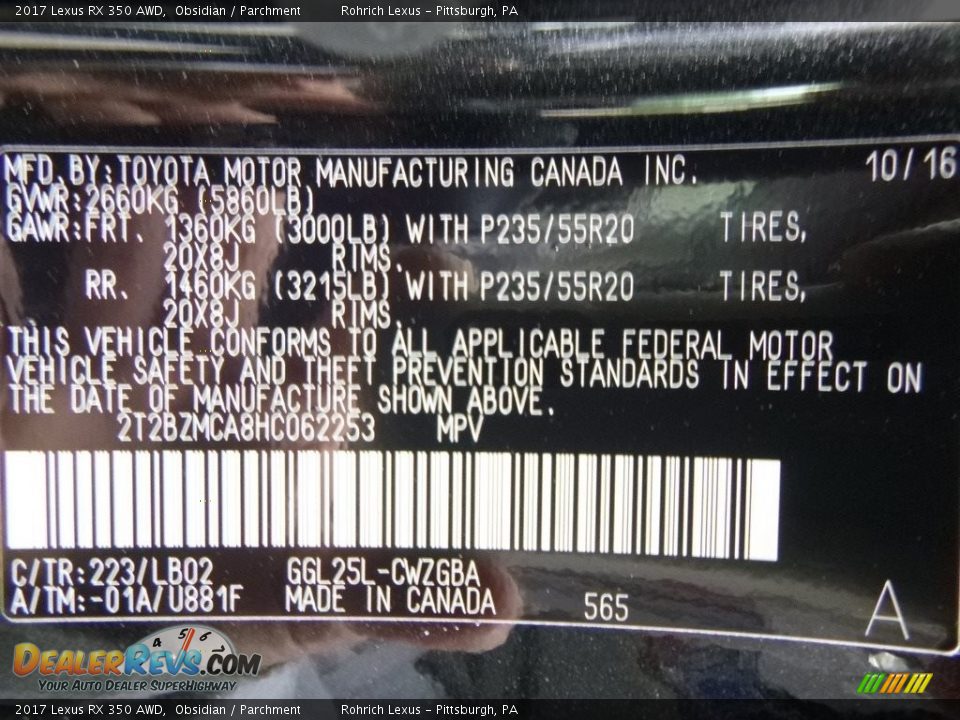 2017 Lexus RX 350 AWD, Obsidian / Parchment Rohrich Lexus - Pittsburgh, PA
MFD.BY:TOYOTA MOTOR MANUFACTURING CANADA INC. 10/16
GVWR:2660KG (5860LB)
GAWR:FRT. 1360KG (3000LB) WITH P235/55R20 TIRES,
20X8J RIMS.
RR. 1460KG (3215LB) WITH P235/55R20 TIRES,
20X8J RIMS.
THIS VEHICLE CONFORMS TO ALL APPLICABLE FEDERAL MOTOR
VEHICLE SAFETY AND THEFT PREVENTION STANDARDS IN EFFECT ON
THE DATE OF MANUFACTURE SHOWN ABOVE.
2T2BZMCA8HC062253 MPV
C/TR:223/LB02 GGL25L-CWZGBA
A/TM:-01A/U881F MADE IN CANADA 565 A
4 5 6
DEALERREVS.COM
YOUR AUTO DEALER SUPERHIGHWAY
2017 Lexus RX 350 AWD, Obsidian / Parchment Rohrich Lexus - Pittsburgh, PA